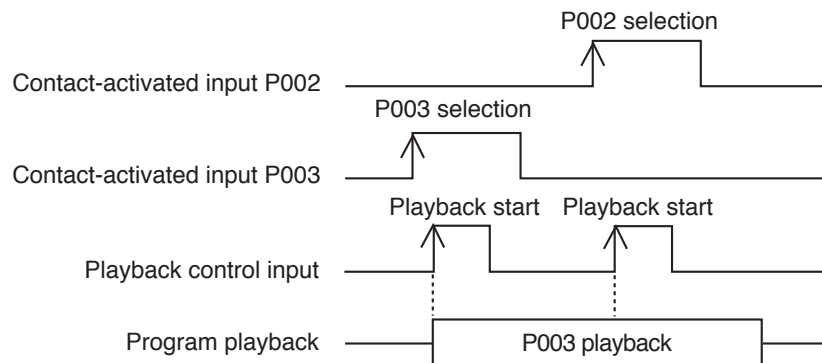 P002 selection
Contact-activated input P002
P003 selection
Contact-activated input P003
Playback start Playback start
Playback control input
Program playback P003 playback